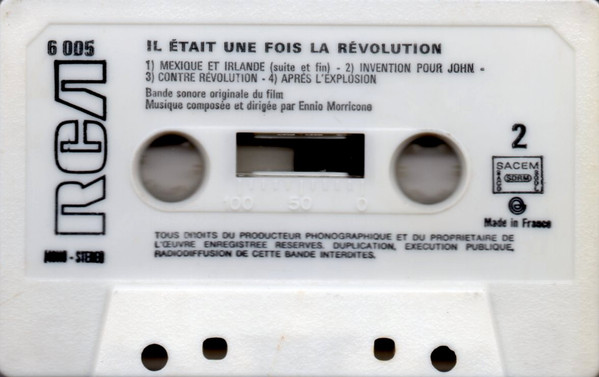 6 005
IL ÉTAIT UNE FOIS LA RÉVOLUTION
1) MEXIQUE ET IRLANDE (suite et fin) - 2) INVENTION POUR JOHN -
3) CONTRE RÉVOLUTION - 4) APRÉS L'EXPLOSION
Bande sonore originale du film
Musique composée et dirigée par Ennio Morricone
RCA
2
SACEM
SDRM
100 50 0
Made in France
MONO - STEREO
TOUS DROITS DU PRODUCTEUR PHONOGRAPHIQUE ET DU PROPRIETAIRE DE
L'ŒUVRE ENREGISTREE RESERVES. DUPLICATION, EXECUTION PUBLIQUE,
RADIODIFFUSION DE CETTE BANDE INTERDITES.